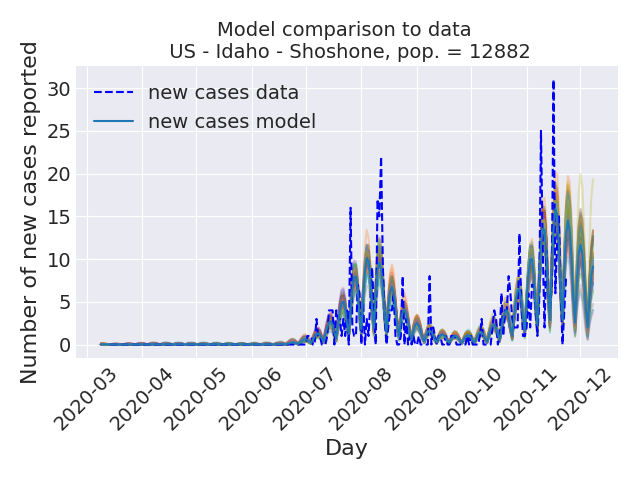 Model comparison to data
US - Idaho - Shoshone, pop. = 12882
Number of new cases reported
30
25
20
15
10
5
0
new cases data
new cases model
2020-03
2020-04
2020-05
2020-06
2020-07
2020-08
2020-09
2020-10
2020-11
2020-12
Day